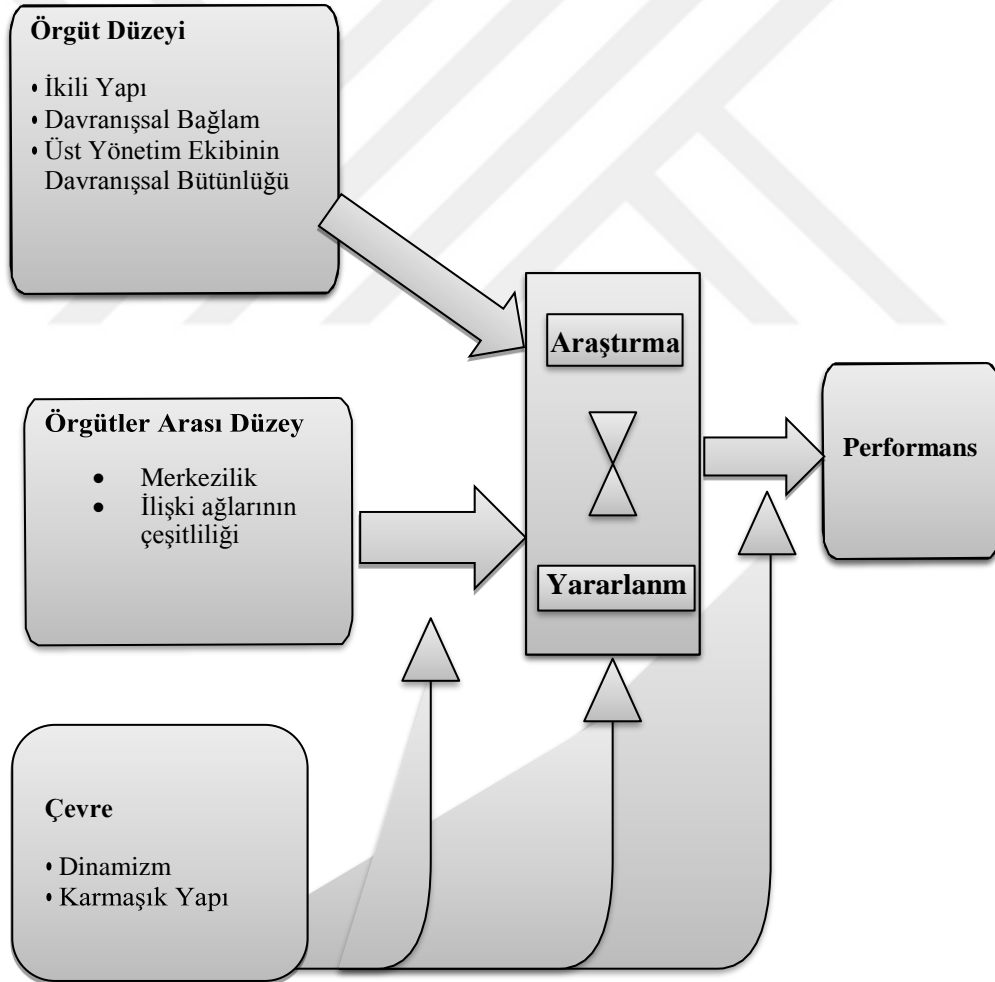 Örgüt Düzeyi
• İkili Yapı
• Davranışsal Bağlam
• Üst Yönetim Ekibinin
Davranışsal Bütünlüğü
Araştırma
Yararlanm
Performans
Örgütler Arası Düzey
• Merkezilik
• İlişki ağlarının
çeşitliliği
Çevre
• Dinamizm
• Karmaşık Yapı